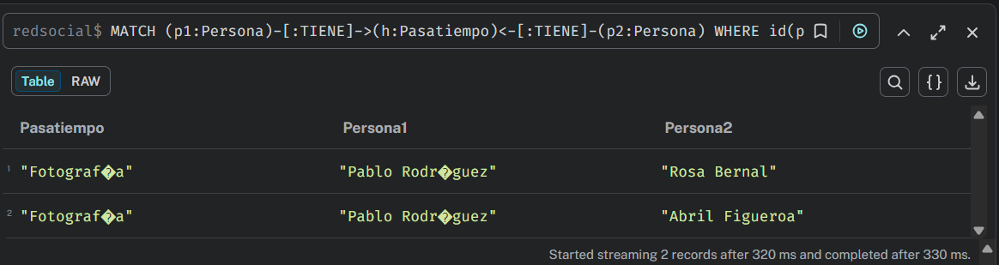 redsocial$ MATCH (p1:Persona)-[:TIENE]->(h:Pasatiempo)<-[:TIENE]-(p2:Persona) WHERE id(p
Table RAW
Pasatiempo Persona1 Persona2
1 "Fotograf�a" "Pablo Rodr�guez" "Rosa Bernal"
2 "Fotograf�a" "Pablo Rodr�guez" "Abril Figueroa"
Started streaming 2 records after 320 ms and completed after 330 ms.